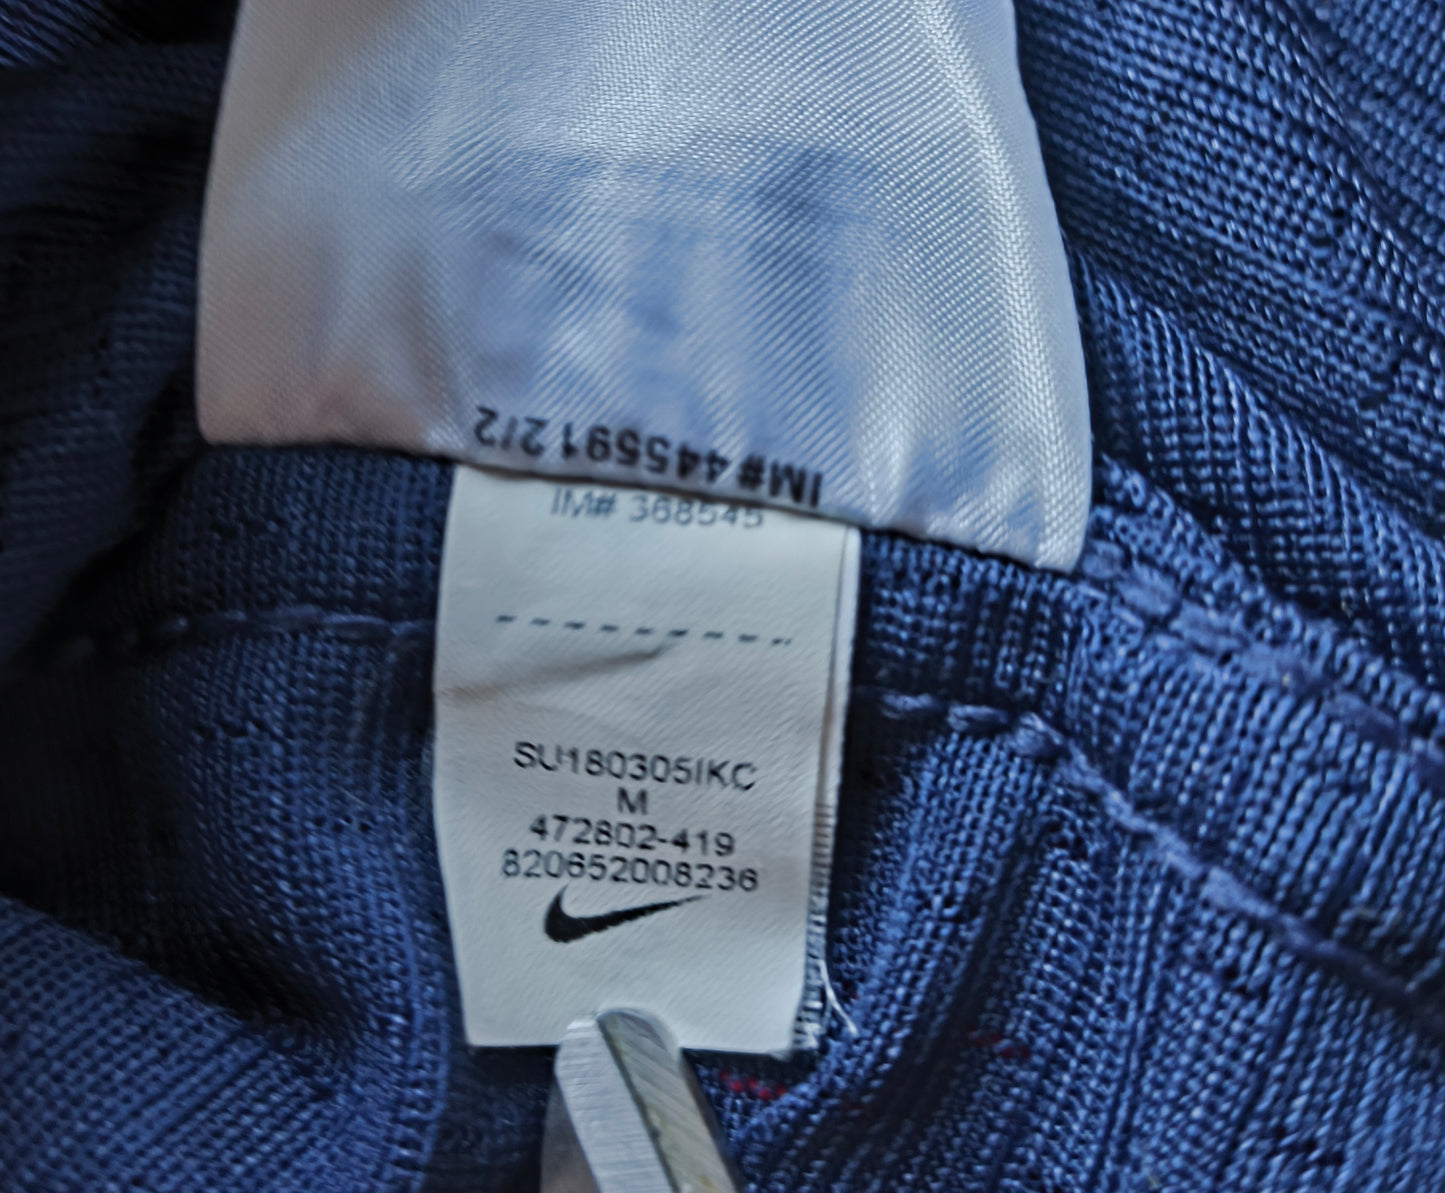 IM# 445591 2/2
IM# 368545
SU180305IKC
M
472802-419
820652008236